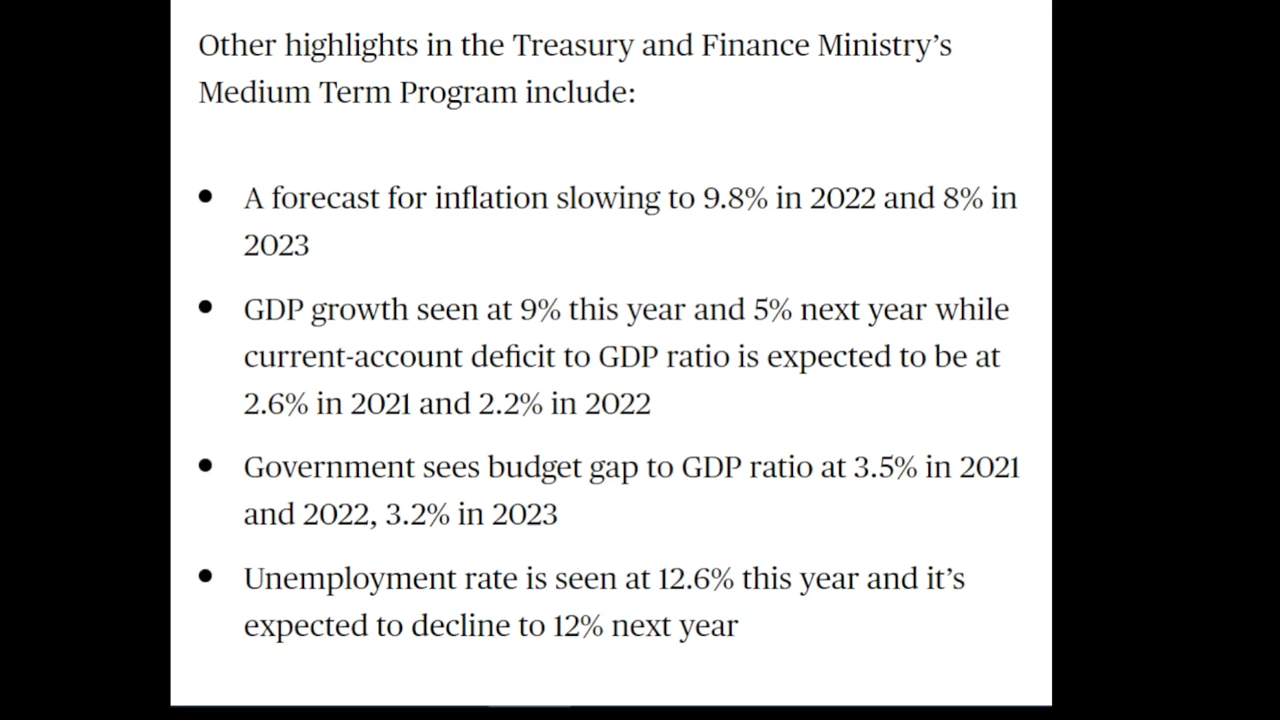 Other highlights in the Treasury and Finance Ministry’s
Medium Term Program include:
• A forecast for inflation slowing to 9.8% in 2022 and 8% in
2023
• GDP growth seen at 9% this year and 5% next year while
current-account deficit to GDP ratio is expected to be at
2.6% in 2021 and 2.2% in 2022
• Government sees budget gap to GDP ratio at 3.5% in 2021
and 2022, 3.2% in 2023
• Unemployment rate is seen at 12.6% this year and it’s
expected to decline to 12% next year